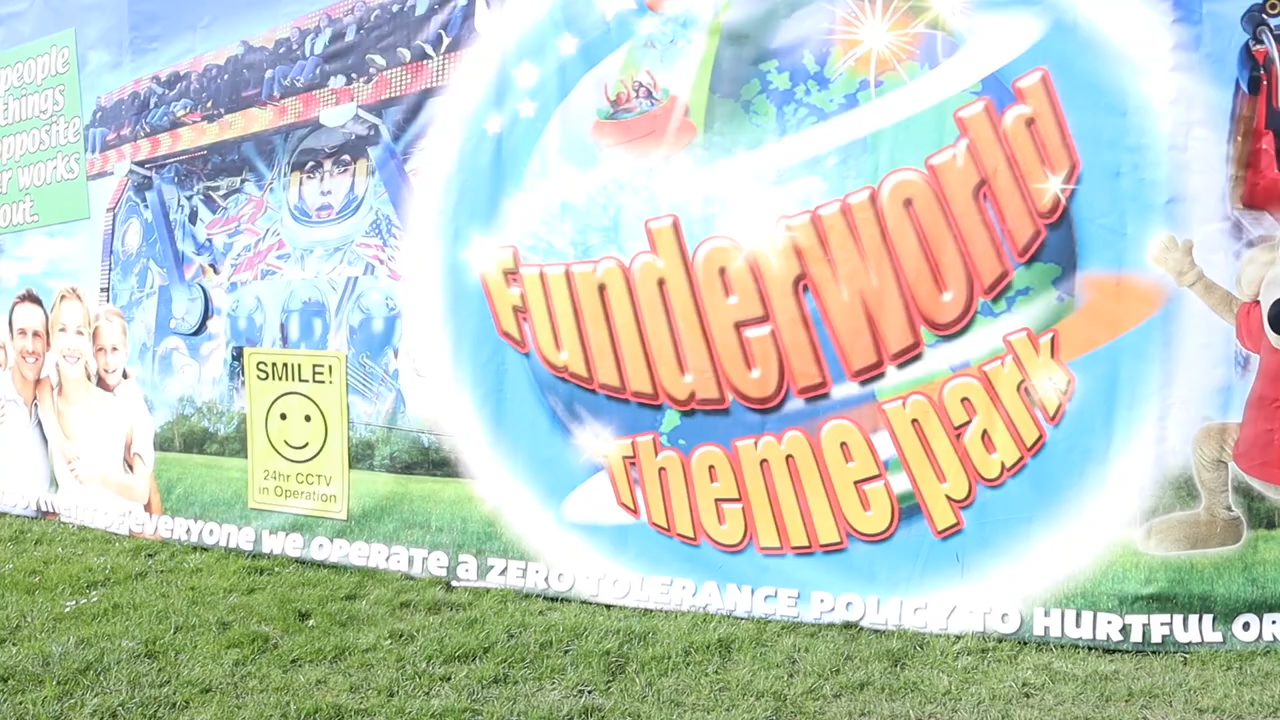 people
things
opposite
works
out.
Funderworld
Theme park
SMILE!
24hr CCTV
in Operation
EVERYONE WE OPERATE a ZERO TOLERANCE POLICY TO HURTFUL OR